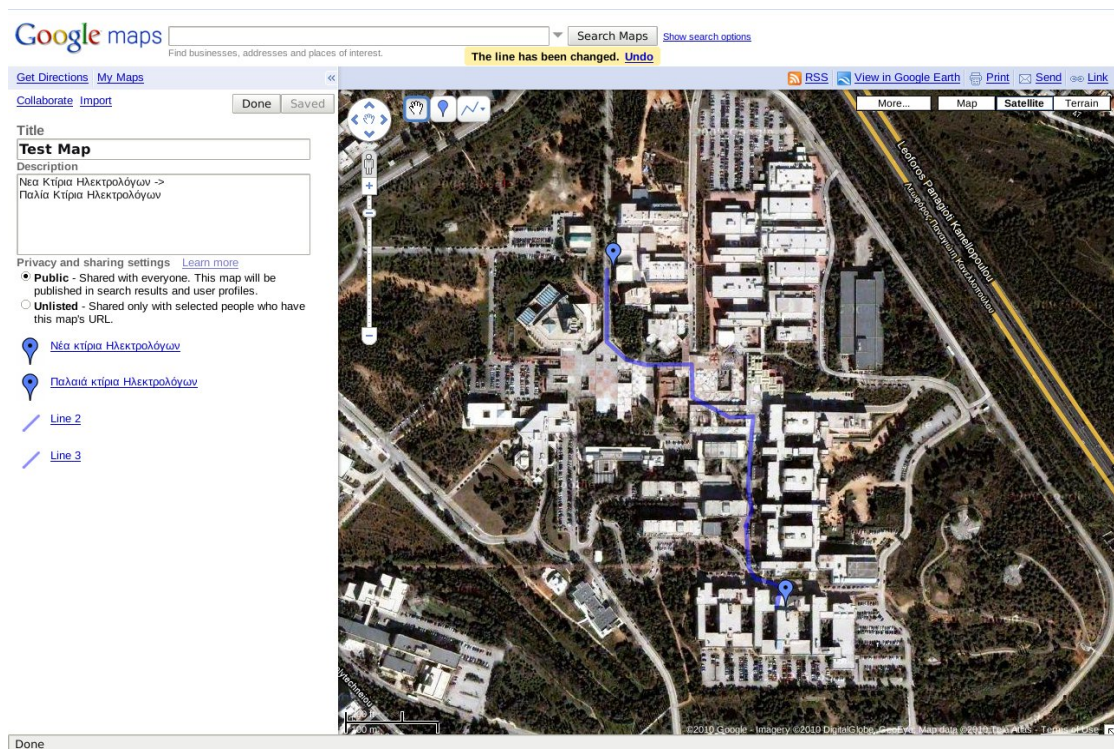 Google maps
Search Maps
Show search options
Find businesses, addresses and places of interest.
The line has been changed. Undo
Get Directions My Maps
«
RSS View in Google Earth Print Send Link
Collaborate Import
Done Saved
More... Map Satellite Terrain
Title
Test Map
Description
Νεα Κτίρια Ηλεκτρολόγων ->
Παλία Κτίρια Ηλεκτρολόγων
Privacy and sharing settings Learn more
Public - Shared with everyone. This map will be
published in search results and user profiles.
Unlisted - Shared only with selected people who have
this map's URL.
Νέα κτίρια Ηλεκτρολόγων
Παλαιά κτίρια Ηλεκτρολόγων
Line 2
Line 3
Leoforos Panagioti Kanellopoulou
Λεωφόρος Παναγιώτη Κανελλοπούλου
©2010 Google - Imagery ©2010 DigitalGlobe, GeoEye, Map data ©2010 Tele Atlas - Terms of Use
Done